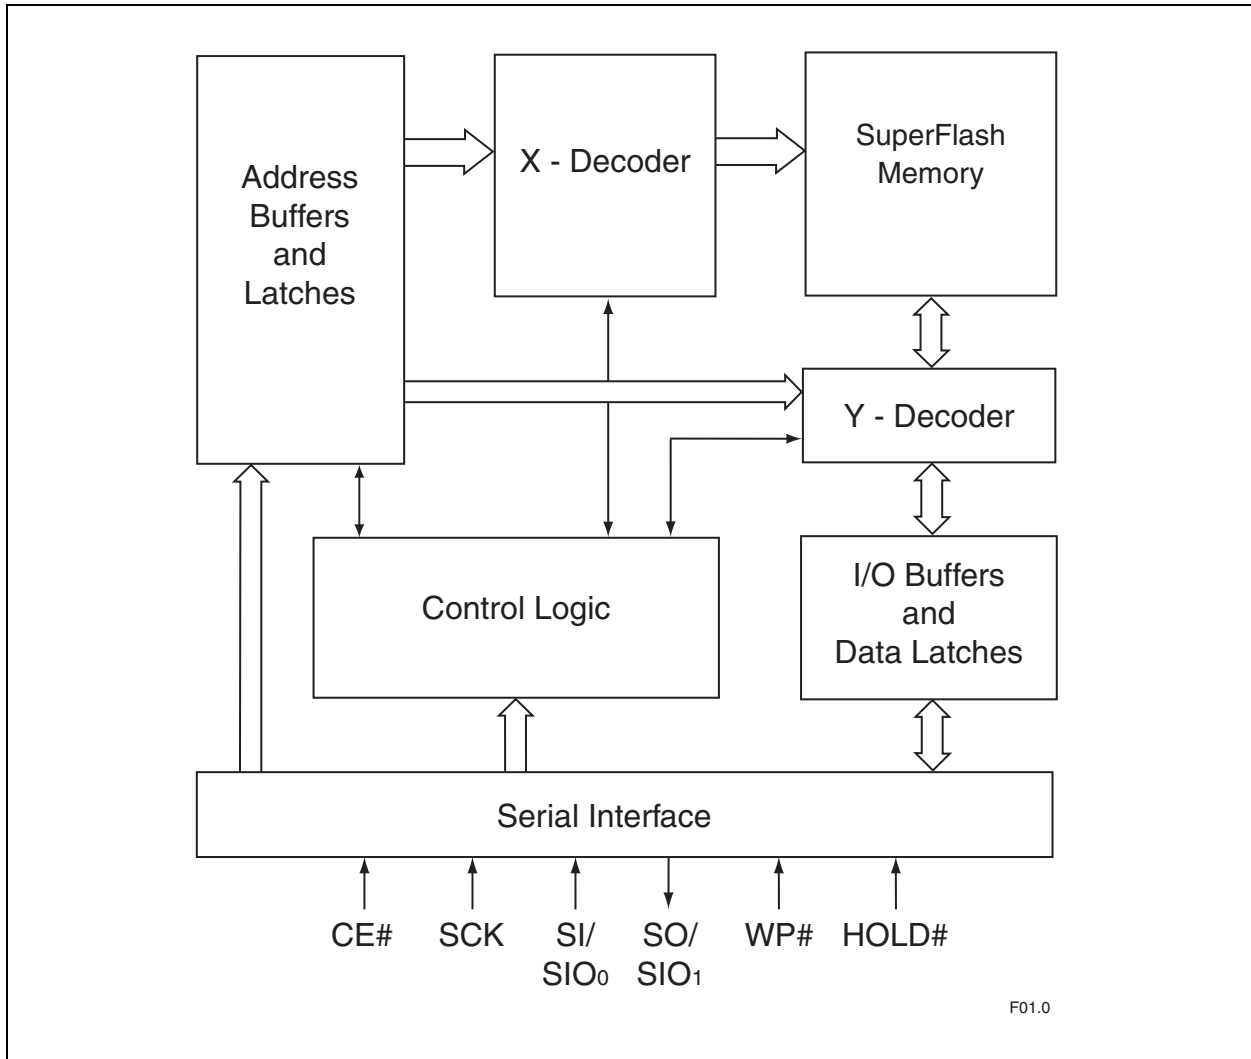 Address
Buffers
and
Latches
X - Decoder
SuperFlash
Memory
Y - Decoder
Control Logic
I/O Buffers
and
Data Latches
Serial Interface
CE#
SCK
SI/
SIO0
SO/
SIO1
WP#
HOLD#
F01.0